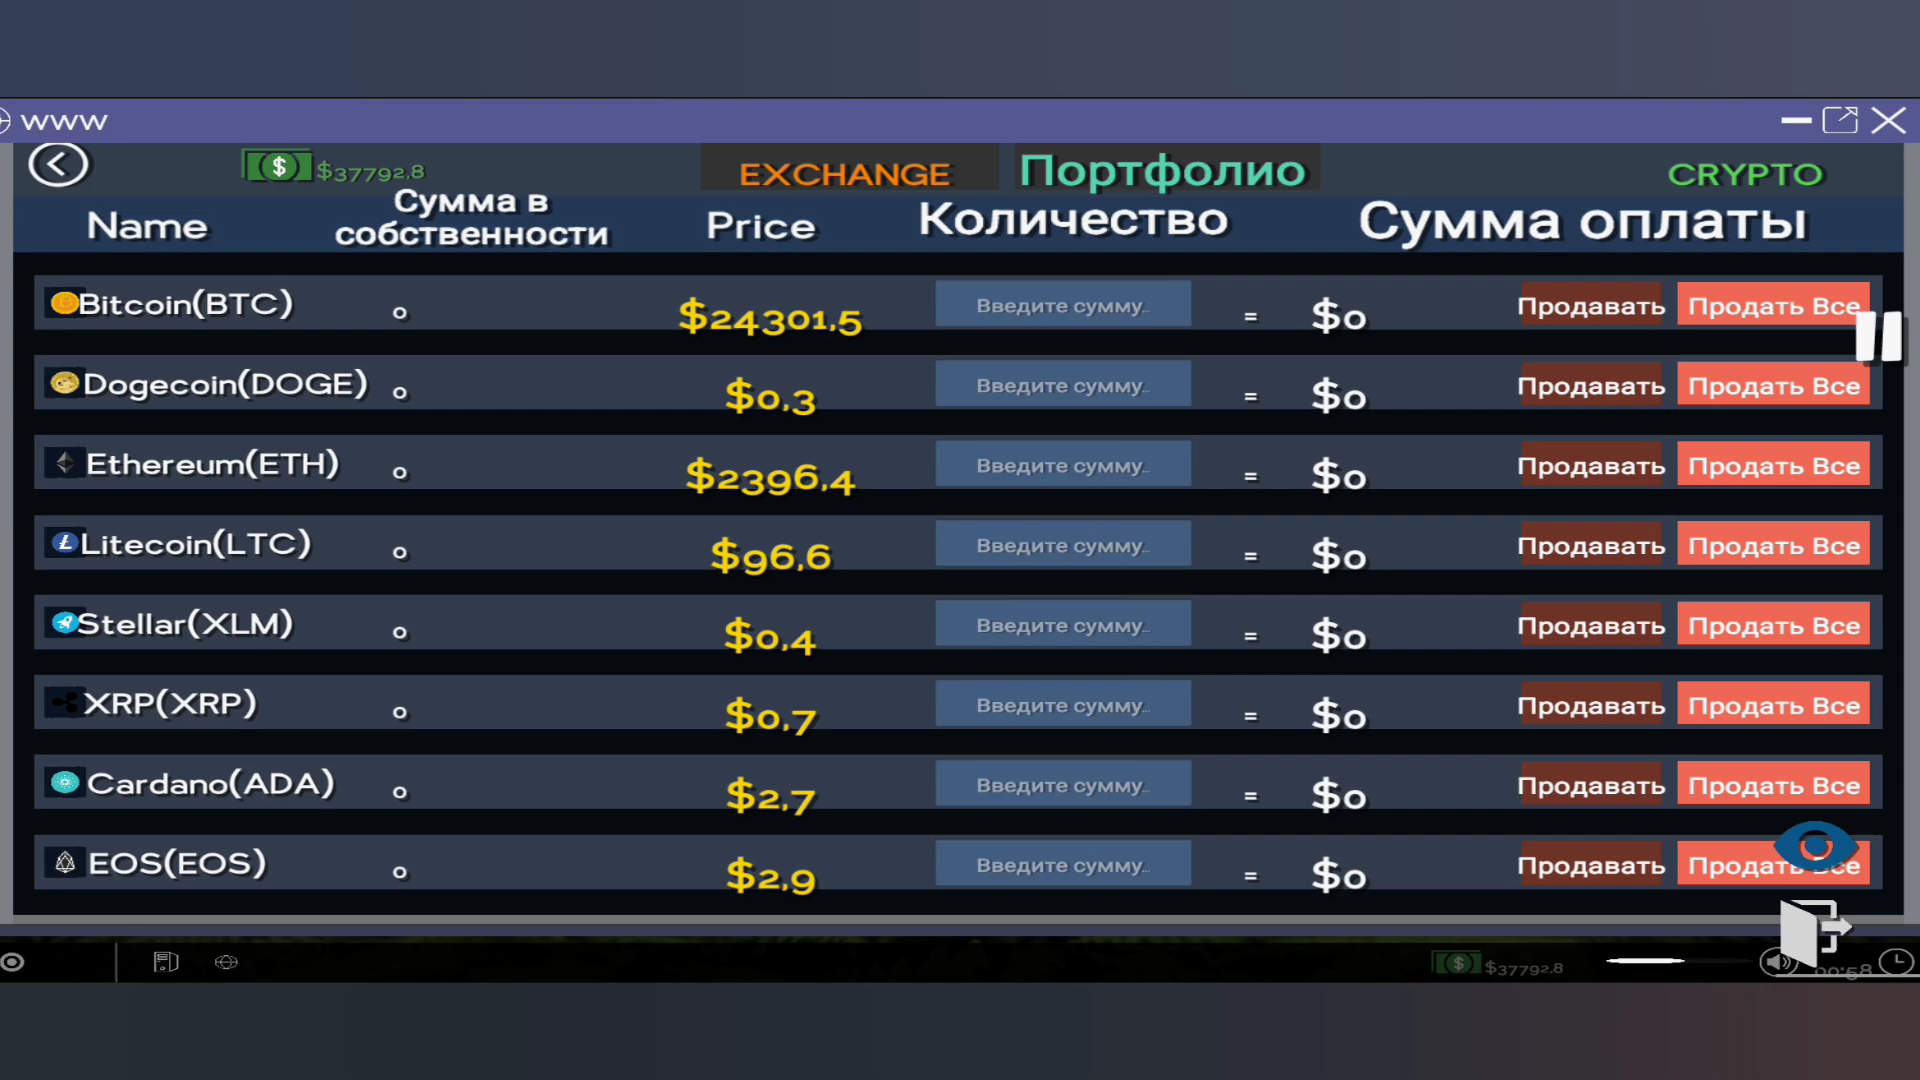 www
$37792,8 EXCHANGE Портфолио CRYPTO
Name Сумма в собственности Price Количество Сумма оплаты
Bitcoin(BTC) 0 $24301,5 Введите сумму... = $0 Продавать Продать Все
Dogecoin(DOGE) 0 $0,3 Введите сумму... = $0 Продавать Продать Все
Ethereum(ETH) 0 $2396,4 Введите сумму... = $0 Продавать Продать Все
Litecoin(LTC) 0 $96,6 Введите сумму... = $0 Продавать Продать Все
Stellar(XLM) 0 $0,4 Введите сумму... = $0 Продавать Продать Все
XRP(XRP) 0 $0,7 Введите сумму... = $0 Продавать Продать Все
Cardano(ADA) 0 $2,7 Введите сумму... = $0 Продавать Продать Все
EOS(EOS) 0 $2,9 Введите сумму... = $0 Продавать Продать Все
$37792,8 00:58